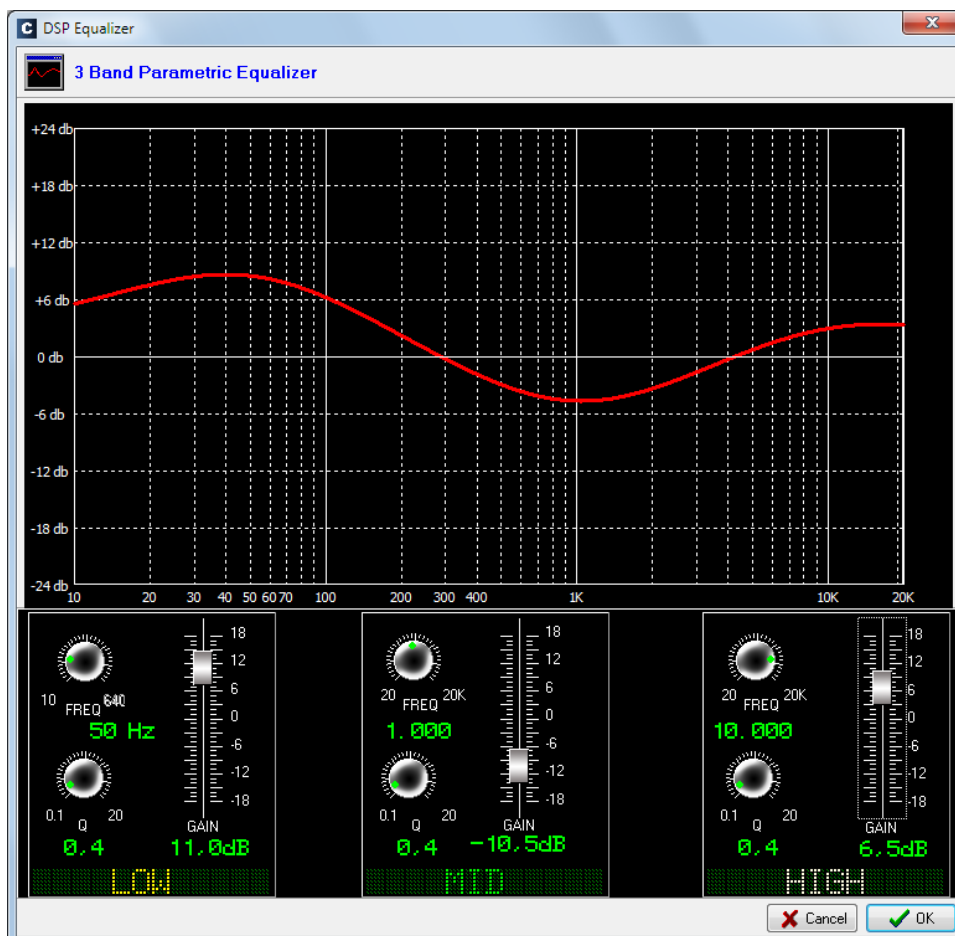 C DSP Equalizer
3 Band Parametric Equalizer
+24 db
+18 db
+12 db
+6 db
0 db
-6 db
-12 db
-18 db
-24 db
10 20 30 40 50 60 70 100 200 300 400 1K 10K 20K
10 FREQ 640
50 Hz
0.1 Q 20
0,4
18
12
6
0
-6
-12
-18
GAIN
11,0dB
LOW
20 FREQ 20K
1.000
0.1 Q 20
0,4
18
12
6
0
-6
-12
-18
GAIN
-10,5dB
MID
20 FREQ 20K
10.000
0.1 Q 20
0,4
18
12
6
0
-6
-12
-18
GAIN
6,5dB
HIGH
Cancel OK